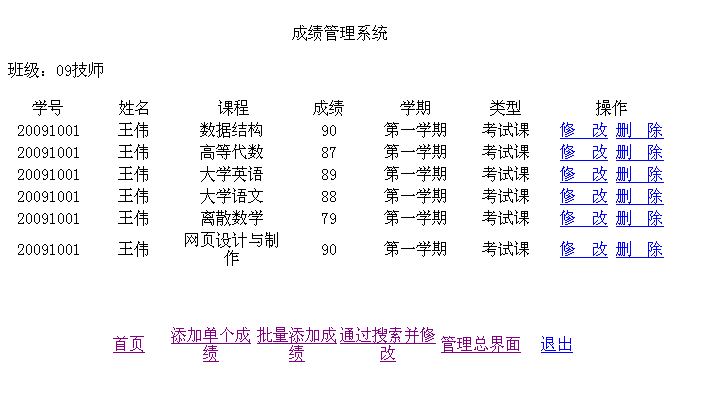 成绩管理系统
班级：09技师
学号 姓名 课程 成绩 学期 类型 操作
20091001 王伟 数据结构 90 第一学期 考试课 修 改 删 除
20091001 王伟 高等代数 87 第一学期 考试课 修 改 删 除
20091001 王伟 大学英语 89 第一学期 考试课 修 改 删 除
20091001 王伟 大学语文 88 第一学期 考试课 修 改 删 除
20091001 王伟 离散数学 79 第一学期 考试课 修 改 删 除
20091001 王伟 网页设计与制
作 90 第一学期 考试课 修 改 删 除
首页 添加单个成
绩 批量添加成
绩 通过搜索并修
改 管理总界面 退出